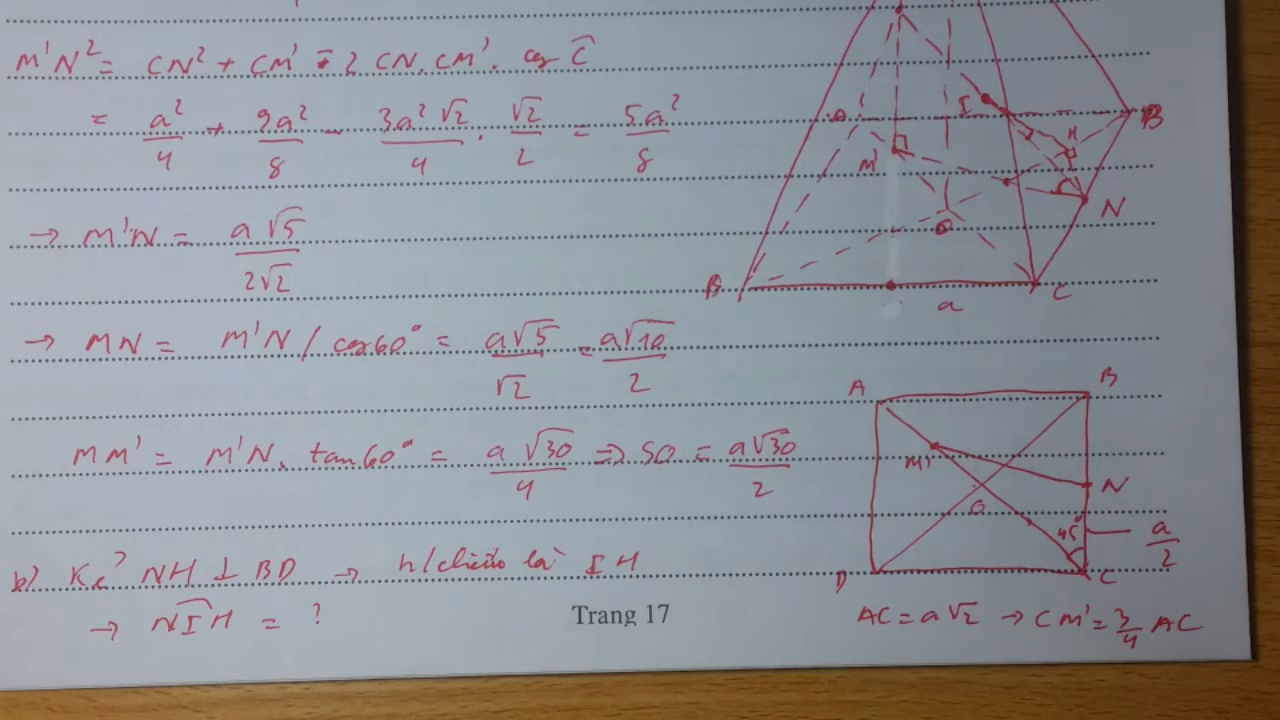 M'N² = CN² + CM' - 2 CN. CM'. cos Ĉ
= a²/4 + 9a²/8 - 3a²√2/4 . √2/2 = 5a²/8
→ M'N = a√5/2√2
→ MN = M'N / cos60° = a√5/√2 = a√10/2
MM' = M'N. tan60° = a√30/4 ⇒ SO = a√30/2
b) Kẻ NH ⊥ BD → h/chiếu là IH
→ NIH = ?
Trang 17
I
H
B
M'
N
O
B
a
C
A
B
M'
N
O
45°
a/2
D
C
AC = a√2 → CM' = 3/4 AC